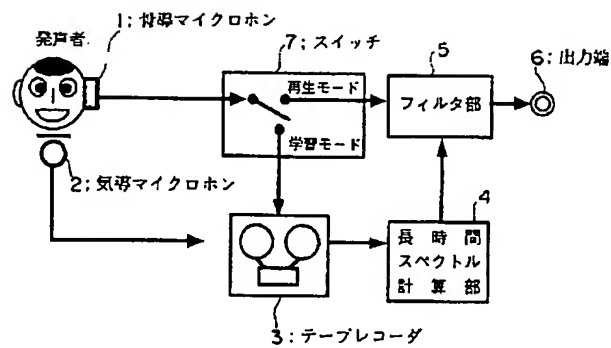 1;骨導マイクロホン
発声者
7;スイッチ
5
6;出力端
再生モード
フィルタ部
学習モード
2;気導マイクロホン
4
長時間
スペクトル
計算部
3;テープレコーダ